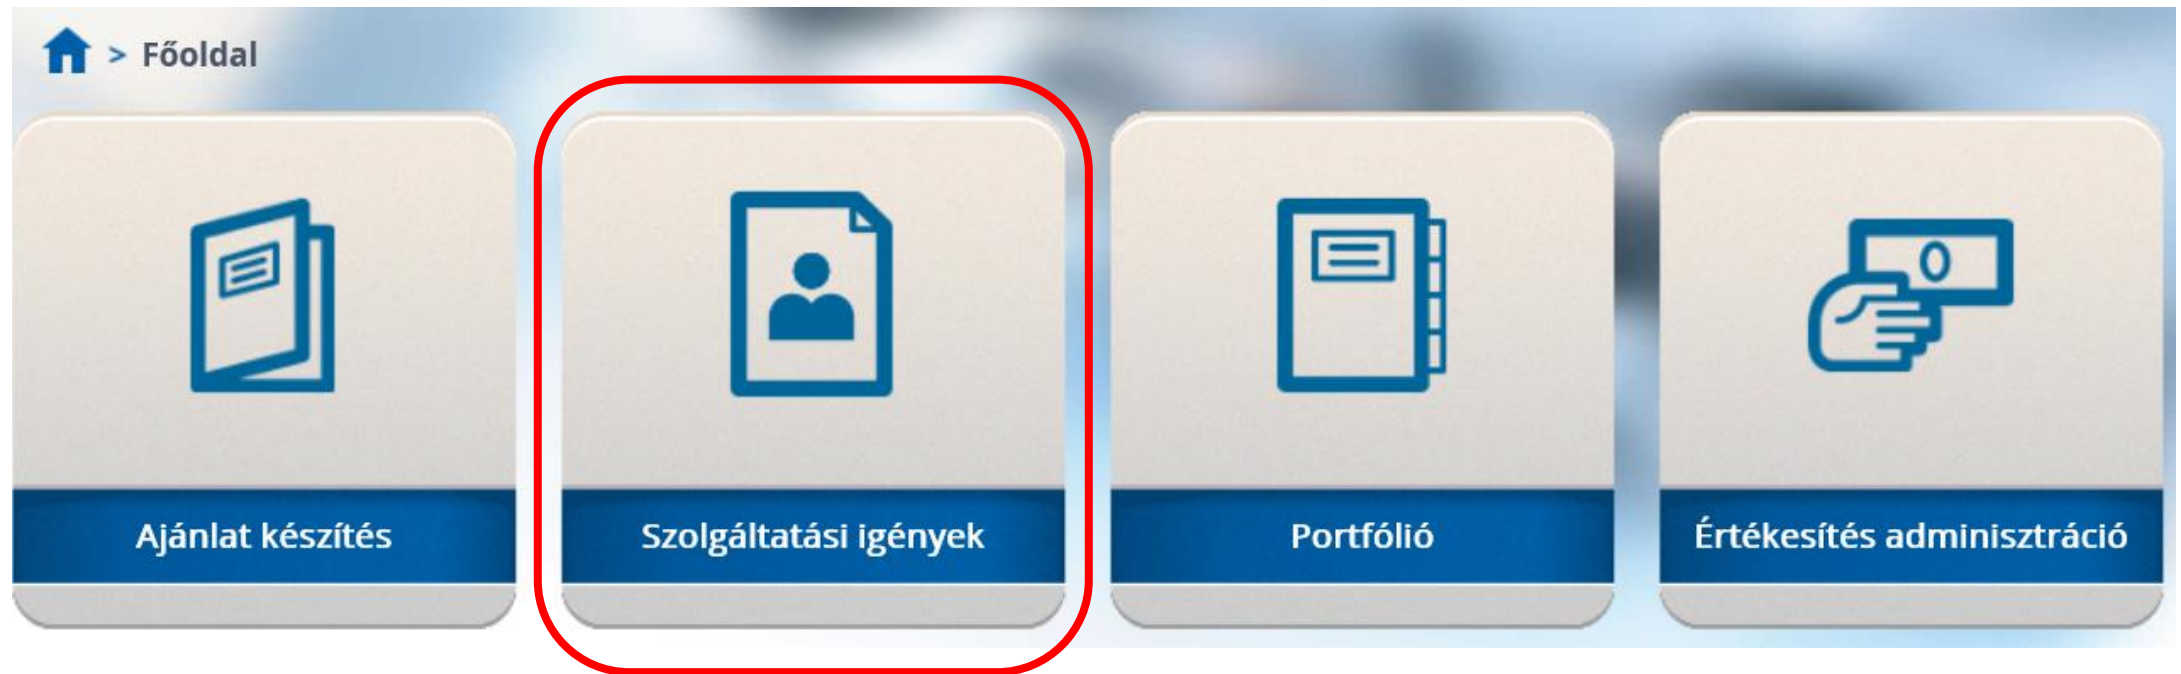 > Főoldal
Ajánlat készítés
Szolgáltatási igények
Portfólió
Értékesítés adminisztráció